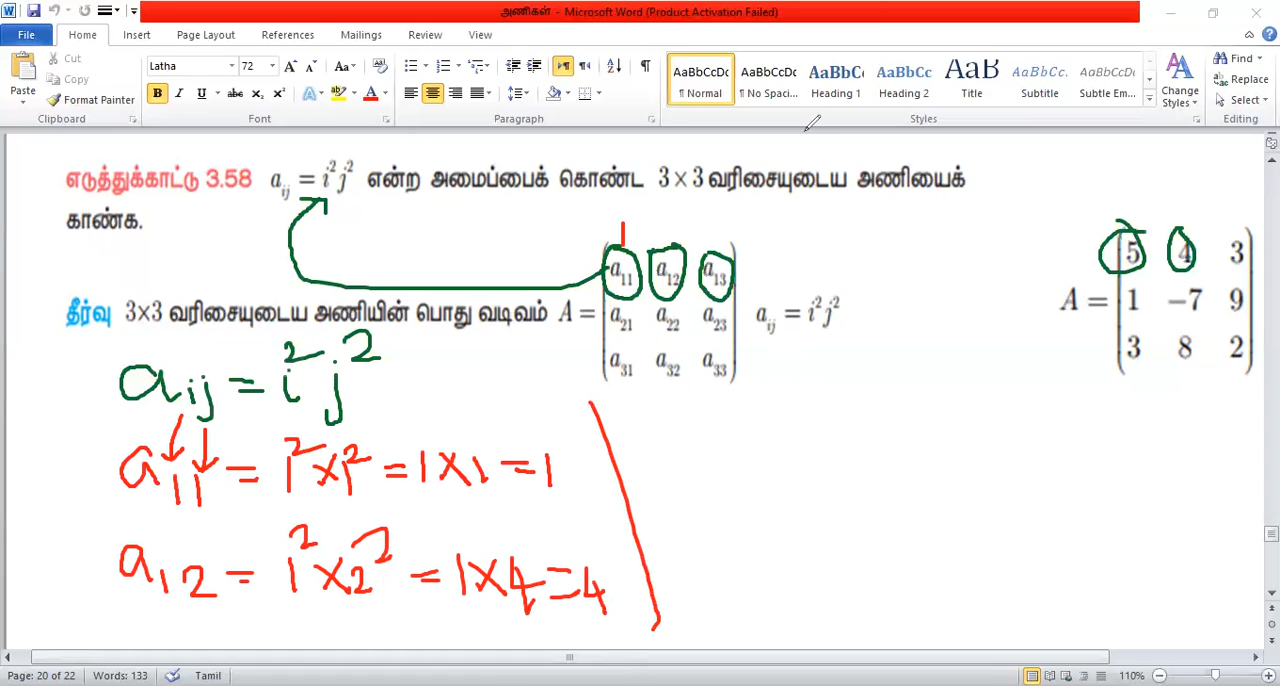 அணிகள் - Microsoft Word (Product Activation Failed)
File Home Insert Page Layout References Mailings Review View
Cut
Copy
Paste
Format Painter
Clipboard
Latha 72
Font
Paragraph
AaBbCcDc AaBbCcDc AaBbCc AaBbCc AaB AaBbCcI AaBbCcDc
¶ Normal ¶ No Spaci... Heading 1 Heading 2 Title Subtitle Subtle Em...
Change Styles
Styles
Find
Replace
Select
Editing
எடுத்துக்காட்டு 3.58 a_ij = i²j² என்ற அமைப்பைக் கொண்ட 3×3 வரிசையுடைய அணியைக்
காண்க.
1
தீர்வு 3×3 வரிசையுடைய அணியின் பொது வடிவம் A =
a₁₁ a₁₂ a₁₃
a₂₁ a₂₂ a₂₃
a₃₁ a₃₂ a₃₃
a_ij = i²j²
A =
5 4 3
1 −7 9
3 8 2
a_ij = i² j²
a₁₁ = 1² × 1² = 1 × 1 = 1
a₁₂ = 1² × 2² = 1 × 4 = 4
Page: 20 of 22 Words: 133 Tamil 110%